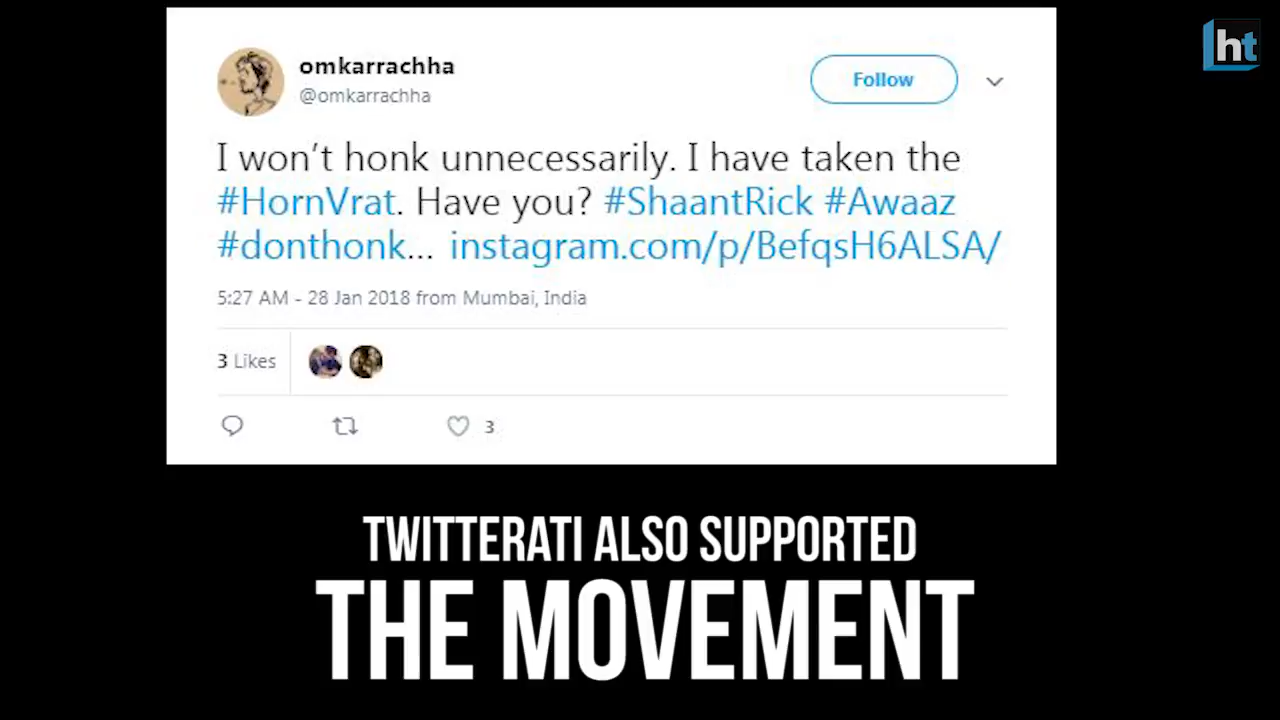 ht
omkarrachha
@omkarrachha
Follow
I won't honk unnecessarily. I have taken the
#HornVrat. Have you? #ShaantRick #Awaaz
#donthonk... instagram.com/p/BefqsH6ALSA/
5:27 AM - 28 Jan 2018 from Mumbai, India
3 Likes
3
TWITTERATI ALSO SUPPORTED
THE MOVEMENT